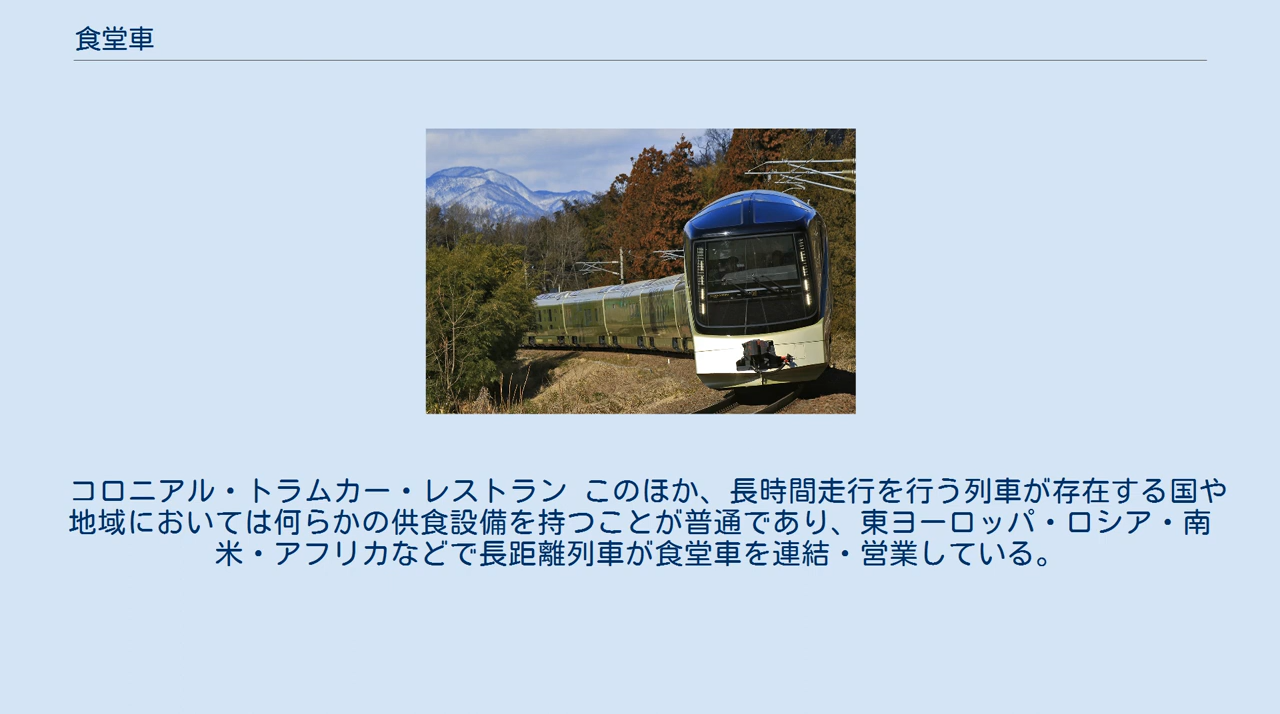 食堂車
コロニアル・トラムカー・レストラン このほか、長時間走行を行う列車が存在する国や
地域においては何らかの供食設備を持つことが普通であり、東ヨーロッパ・ロシア・南
米・アフリカなどで長距離列車が食堂車を連結・営業している。